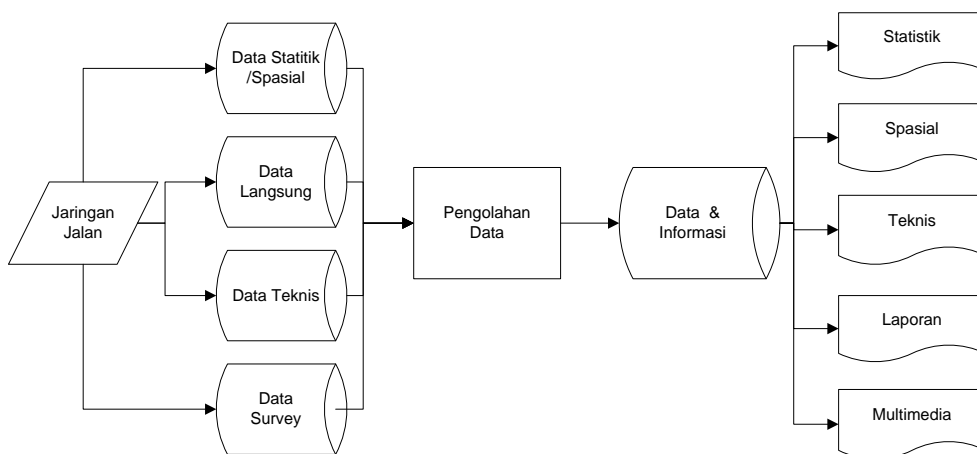 Jaringan
Jalan
Data Statitik
/Spasial
Data
Langsung
Data Teknis
Data
Survey
Pengolahan
Data
Data &
Informasi
Statistik
Spasial
Teknis
Laporan
Multimedia